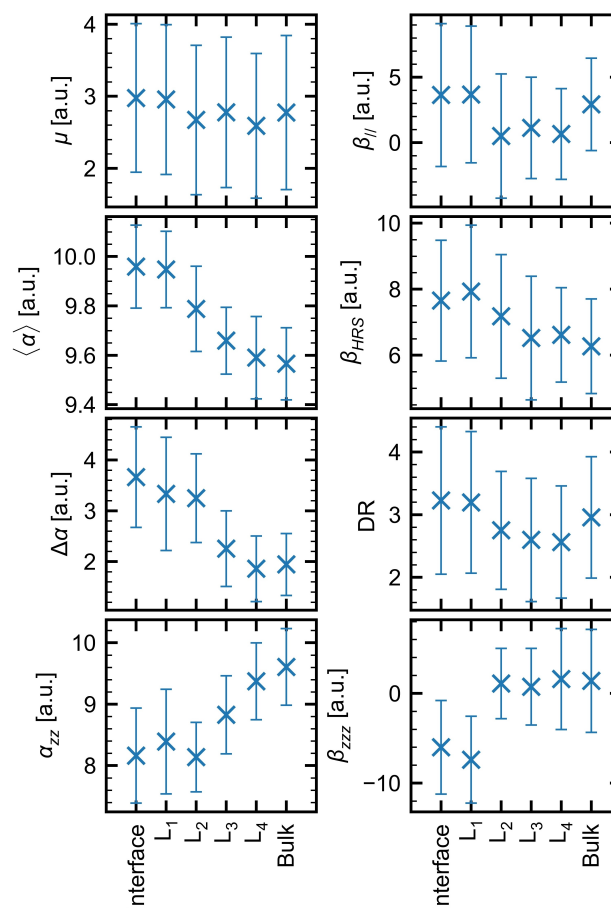 μ [a.u.]
4
3
2
β// [a.u.]
5
0
⟨α⟩ [a.u.]
10.0
9.8
9.6
9.4
βHRS [a.u.]
10
8
6
Δα [a.u.]
4
3
2
DR
4
3
2
αzz [a.u.]
10
9
8
βzzz [a.u.]
0
−10
nterface
L1
L2
L3
L4
Bulk
nterface
L1
L2
L3
L4
Bulk